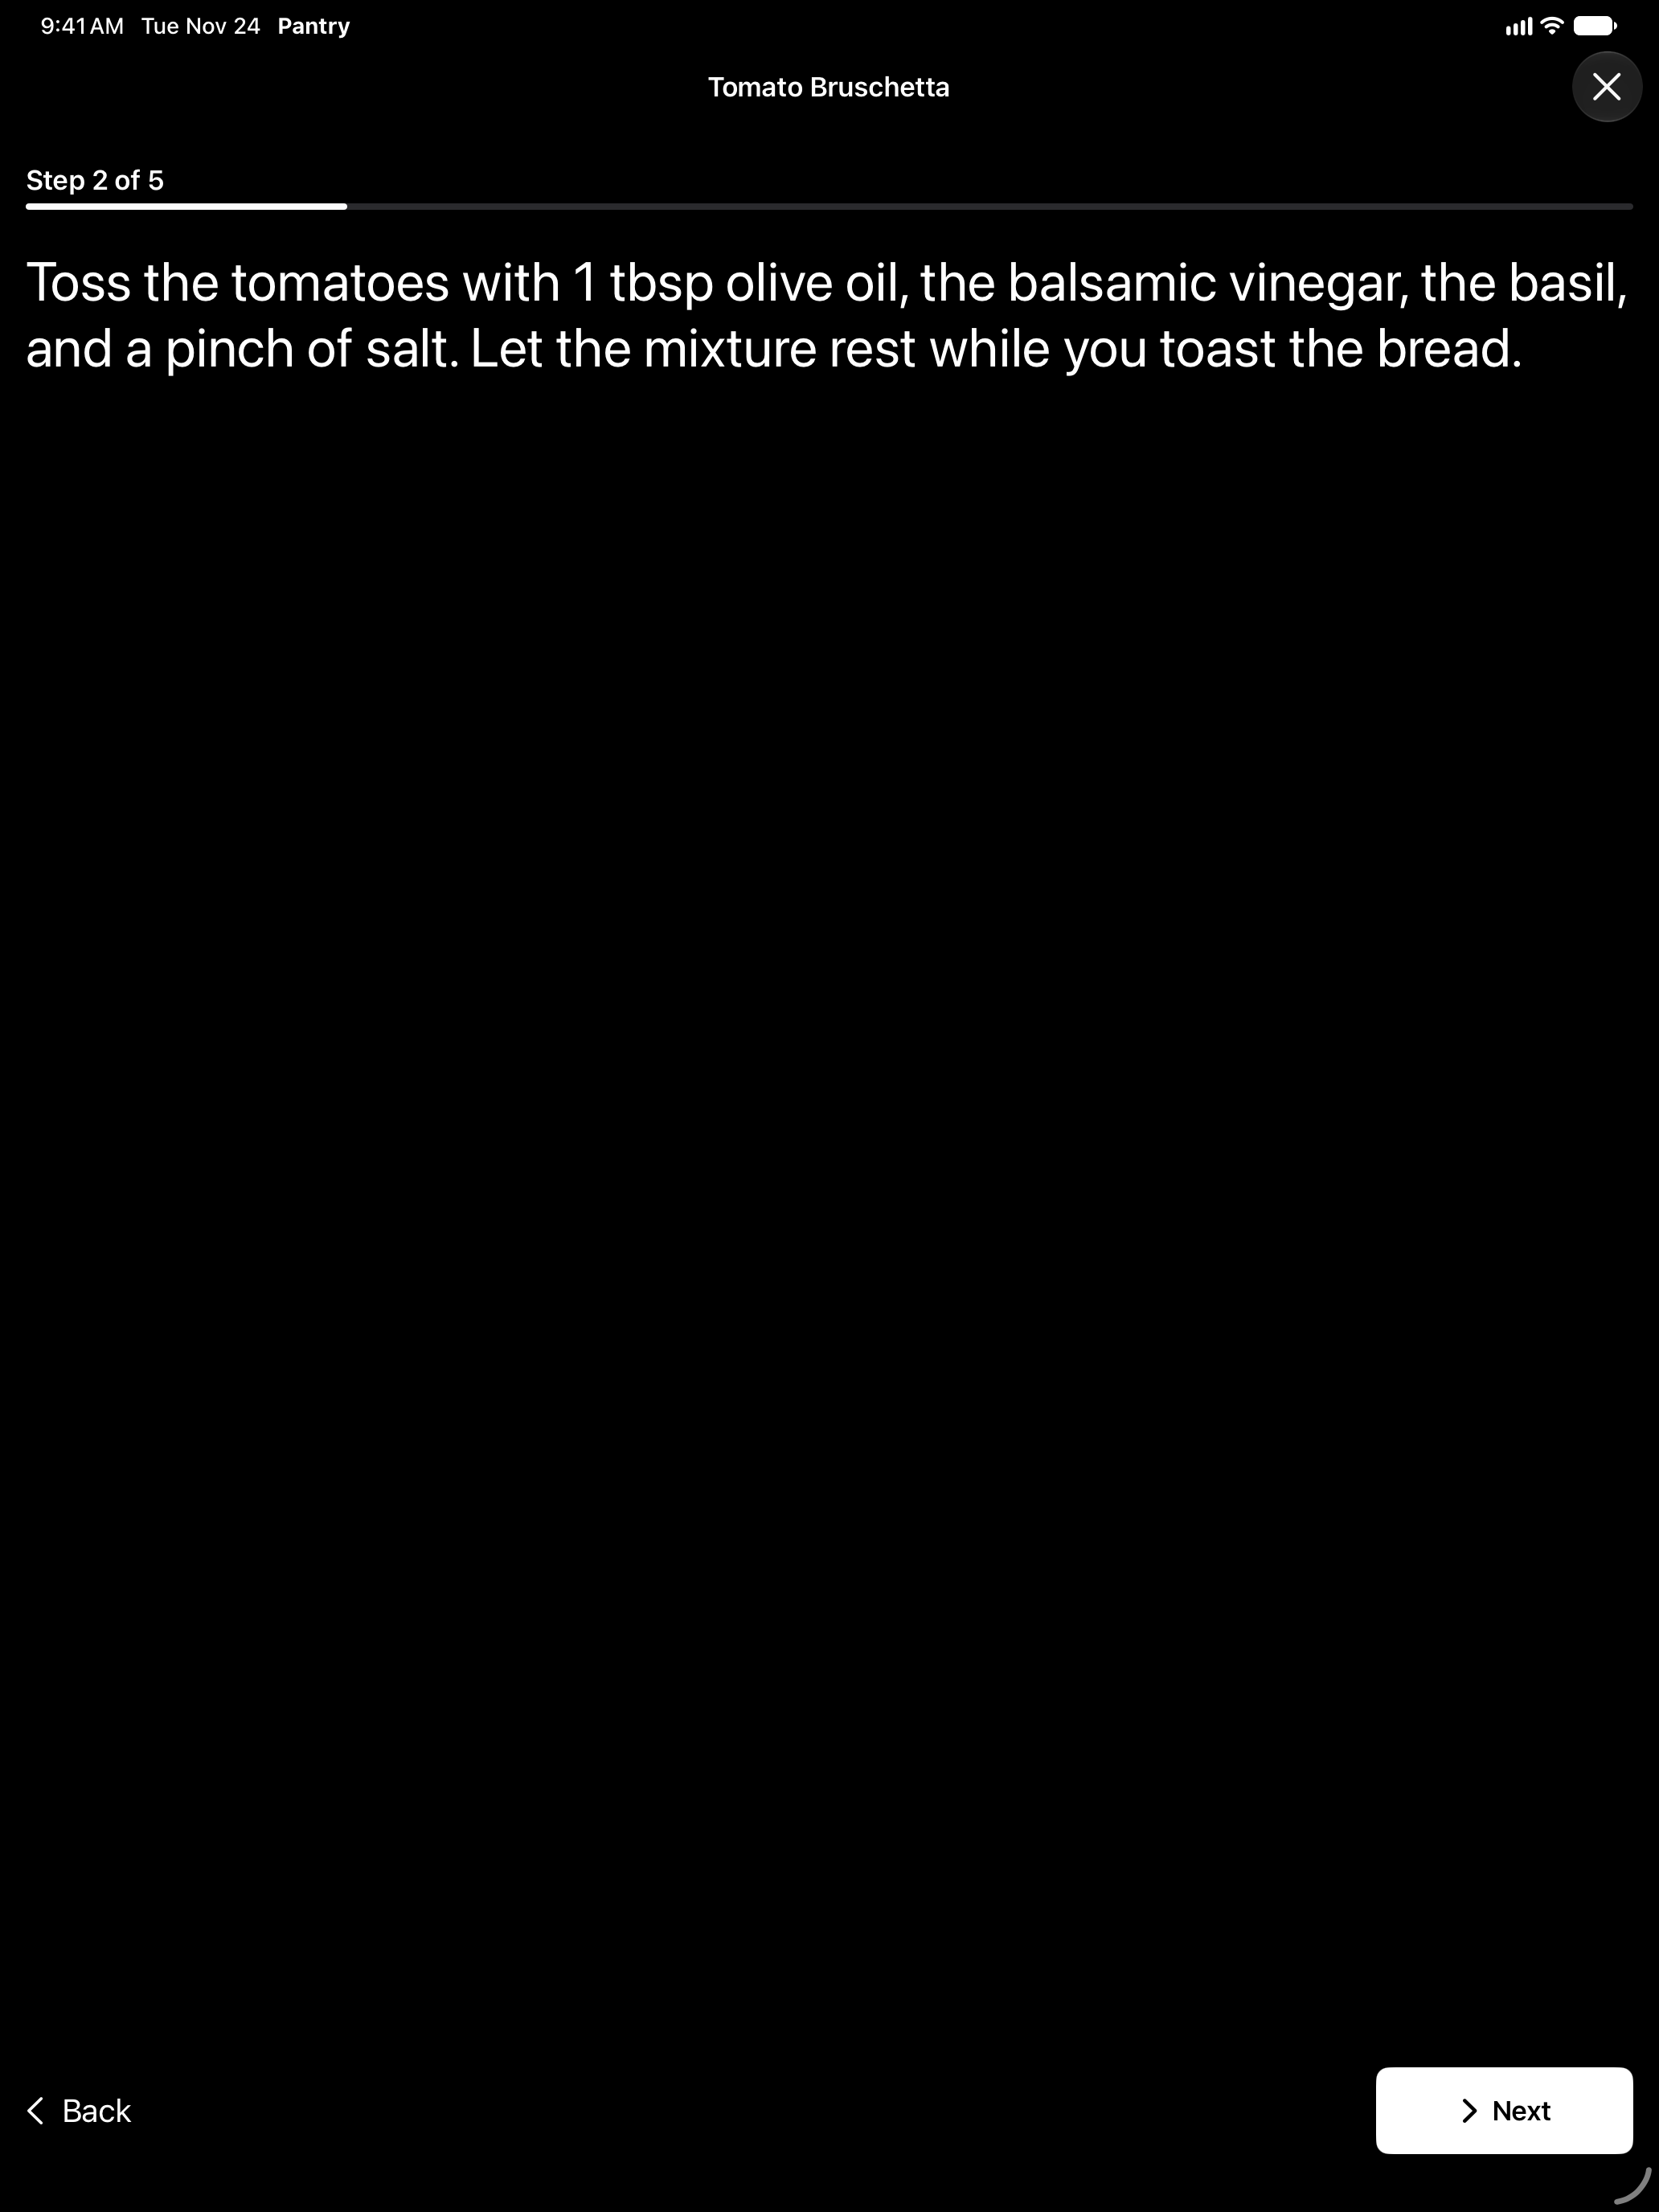 9:41 AM Tue Nov 24 Pantry
Tomato Bruschetta
Step 2 of 5
Toss the tomatoes with 1 tbsp olive oil, the balsamic vinegar, the basil,
and a pinch of salt. Let the mixture rest while you toast the bread.
Back
Next